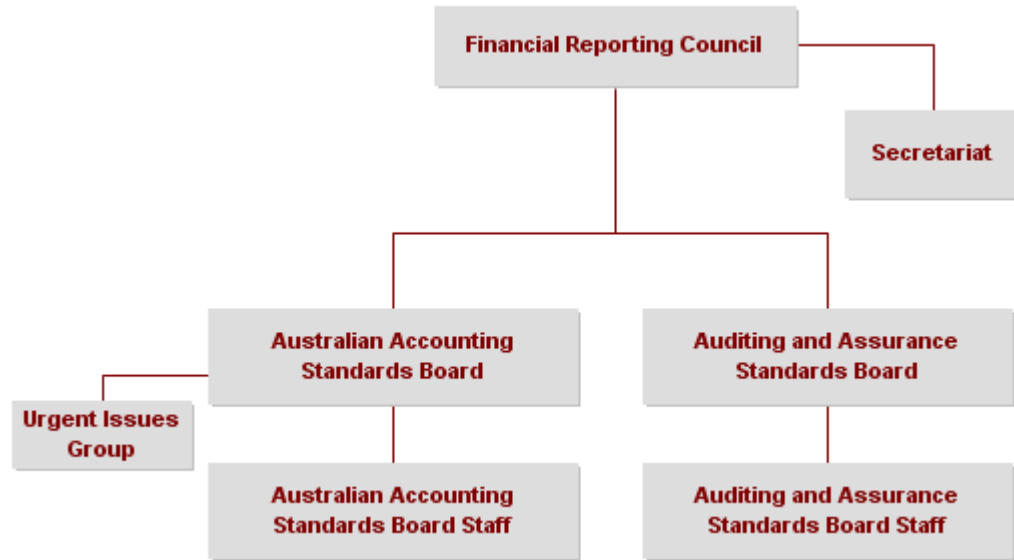 Financial Reporting Council
Secretariat
Australian Accounting
Standards Board
Auditing and Assurance
Standards Board
Urgent Issues
Group
Australian Accounting
Standards Board Staff
Auditing and Assurance
Standards Board Staff